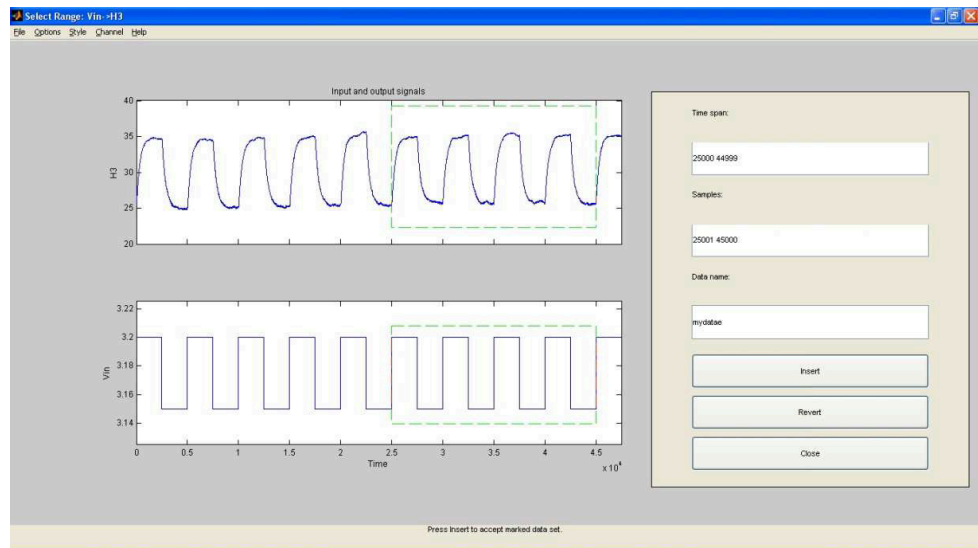 Select Range: Vin->H3
File Options Style Channel Help
Input and output signals
40
35
30
25
20
H3
3.22
3.2
3.18
3.16
3.14
Vin
0 0.5 1 1.5 2 2.5 3 3.5 4 4.5
x 10⁴
Time
Time span:
25000 44999
Samples:
25001 45000
Data name:
mydatae
Insert
Revert
Close
Press Insert to accept marked data set.